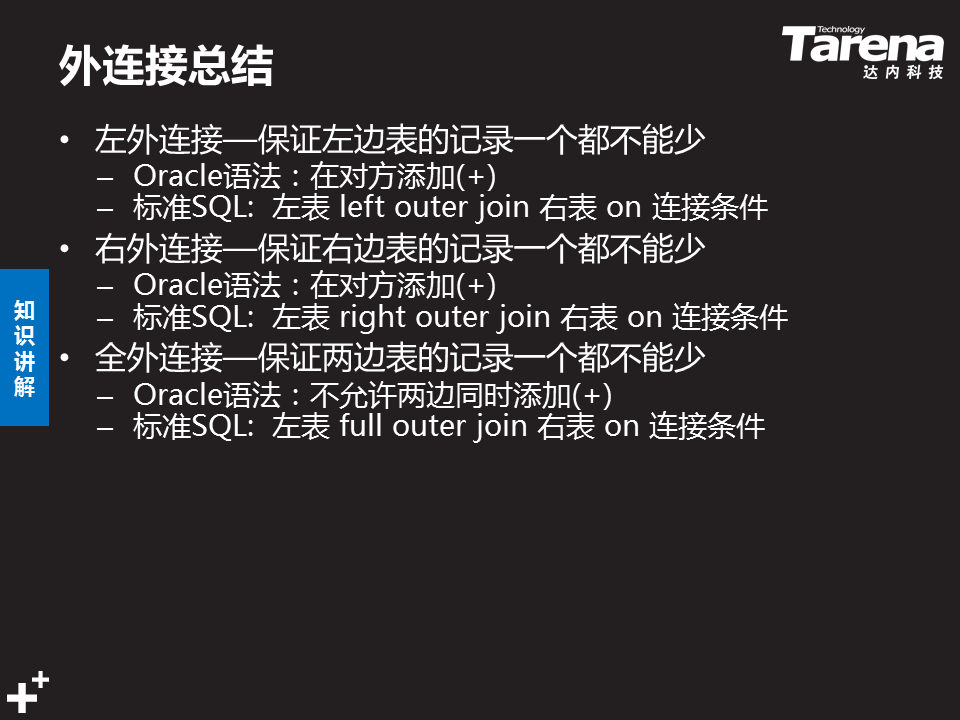 外连接总结
Technology
Tarena
达内科技
• 左外连接—保证左边表的记录一个都不能少
– Oracle语法：在对方添加(+)
– 标准SQL: 左表 left outer join 右表 on 连接条件
• 右外连接—保证右边表的记录一个都不能少
– Oracle语法：在对方添加(+)
– 标准SQL: 左表 right outer join 右表 on 连接条件
• 全外连接—保证两边表的记录一个都不能少
– Oracle语法：不允许两边同时添加(+)
– 标准SQL: 左表 full outer join 右表 on 连接条件
知识讲解